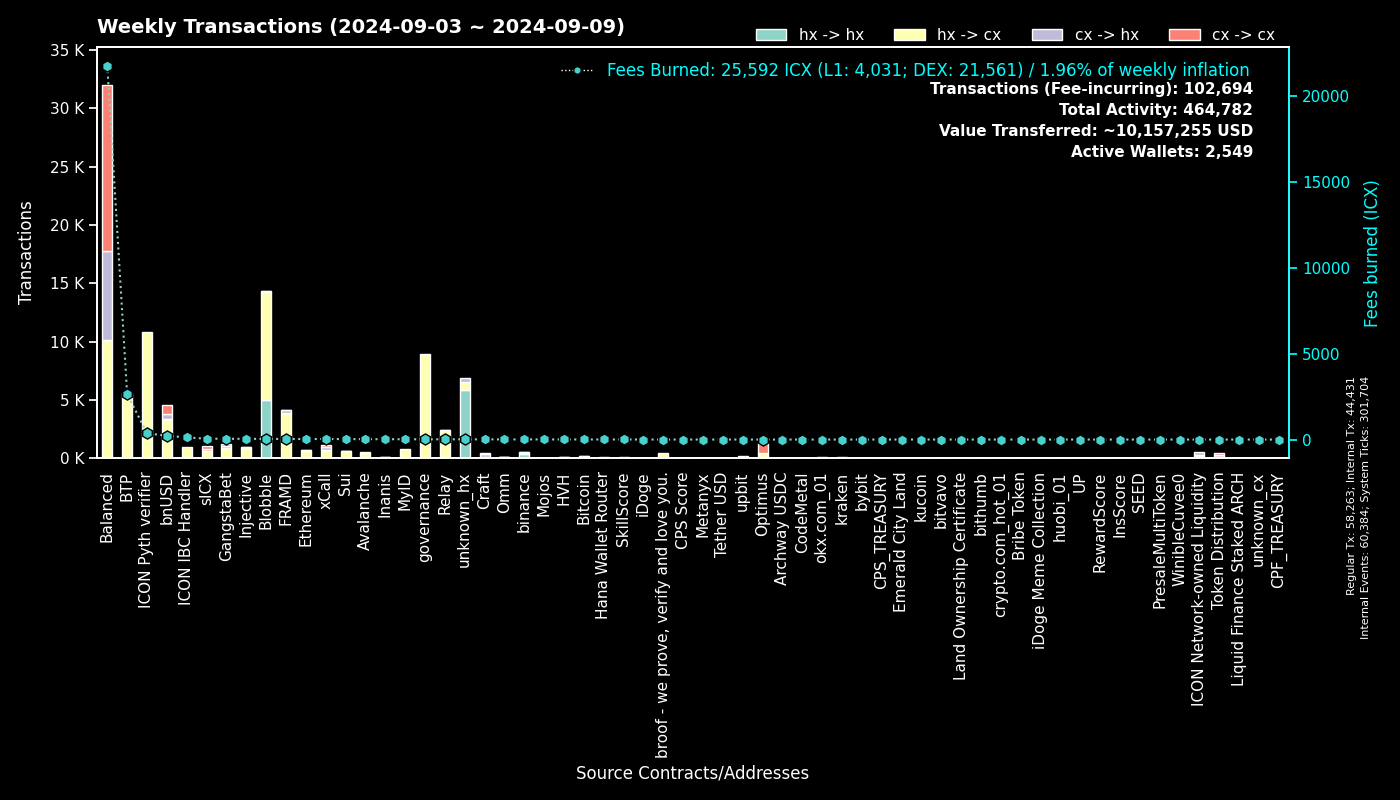 Weekly Transactions (2024-09-03 ~ 2024-09-09)
hx -> hx
hx -> cx
cx -> hx
cx -> cx
Fees Burned: 25,592 ICX (L1: 4,031; DEX: 21,561) / 1.96% of weekly inflation
Transactions (Fee-incurring): 102,694
Total Activity: 464,782
Value Transferred: ~10,157,255 USD
Active Wallets: 2,549
35 K
30 K
25 K
20 K
15 K
10 K
5 K
0 K
Transactions
20000
15000
10000
5000
0
Fees burned (ICX)
Regular Tx: 58,263; Internal Tx: 44,431
Internal Events: 60,384; System Ticks: 301,704
Balanced
BTP
ICON Pyth verifier
bnUSD
ICON IBC Handler
sICX
GangstaBet
Injective
Blobble
FRAMD
Ethereum
xCall
Sui
Avalanche
Inanis
MyID
governance
Relay
unknown_hx
Craft
Omm
binance
Mojos
HVH
Bitcoin
Hana Wallet Router
SkillScore
iDoge
broof - we prove, verify and love you.
CPS Score
Metanyx
Tether USD
upbit
Optimus
Archway USDC
CodeMetal
okx.com_01
kraken
bybit
CPS_TREASURY
Emerald City Land
kucoin
bitvavo
Land Ownership Certificate
bithumb
crypto.com_hot_01
Bribe Token
iDoge Meme Collection
huobi_01
UP
RewardScore
InsScore
SEED
PresaleMultiToken
WinbleCuvee0
ICON Network-owned Liquidity
Token Distribution
Liquid Finance Staked ARCH
unknown_cx
CPF_TREASURY
Source Contracts/Addresses